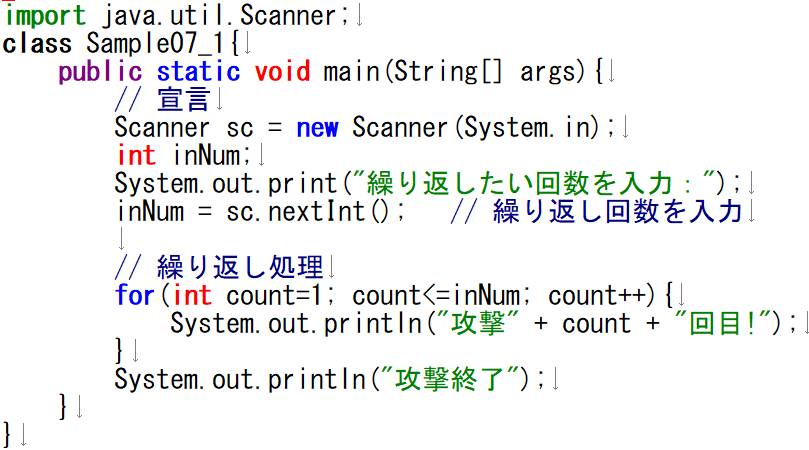 import java.util.Scanner;↓
class Sample07_1{↓
    public static void main(String[] args){↓
        // 宣言↓
        Scanner sc = new Scanner(System.in);↓
        int inNum;↓
        System.out.print("繰り返したい回数を入力：");↓
        inNum = sc.nextInt();   // 繰り返し回数を入力↓
        ↓
        // 繰り返し処理↓
        for(int count=1; count<=inNum; count++){↓
            System.out.println("攻撃" + count + "回目!");↓
        }↓
        System.out.println("攻撃終了");↓
    }↓
}↓